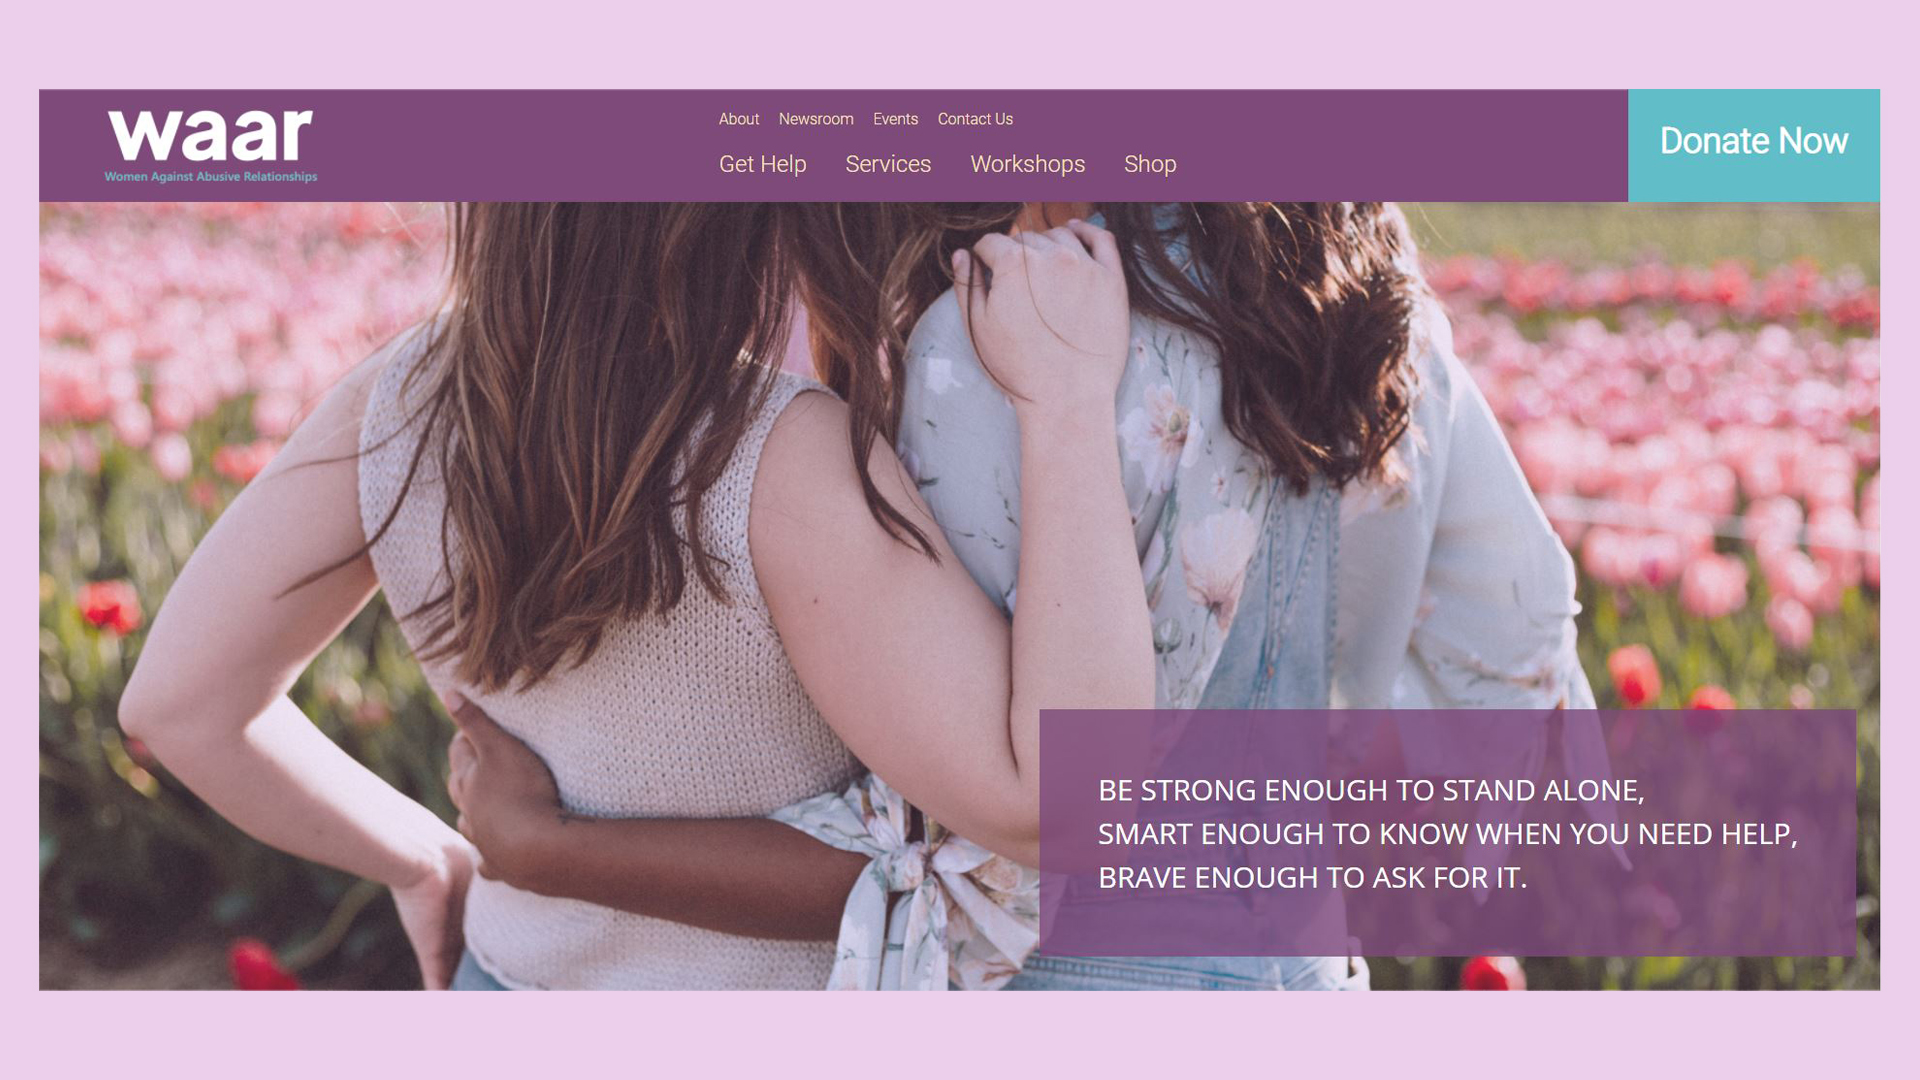 waar
Women Against Abusive Relationships
About Newsroom Events Contact Us
Get Help Services Workshops Shop
Donate Now
BE STRONG ENOUGH TO STAND ALONE,
SMART ENOUGH TO KNOW WHEN YOU NEED HELP,
BRAVE ENOUGH TO ASK FOR IT.